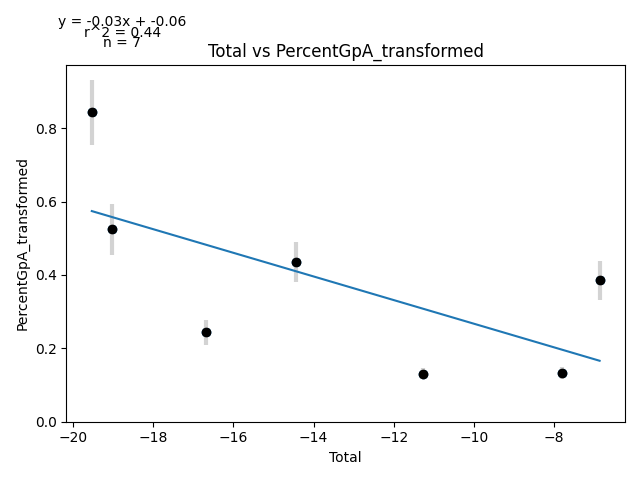 y = -0.03x + -0.06
r^2 = 0.44
n = 7
Total vs PercentGpA_transformed
PercentGpA_transformed
0.8
0.6
0.4
0.2
0.0
−20
−18
−16
−14
−12
−10
−8
Total